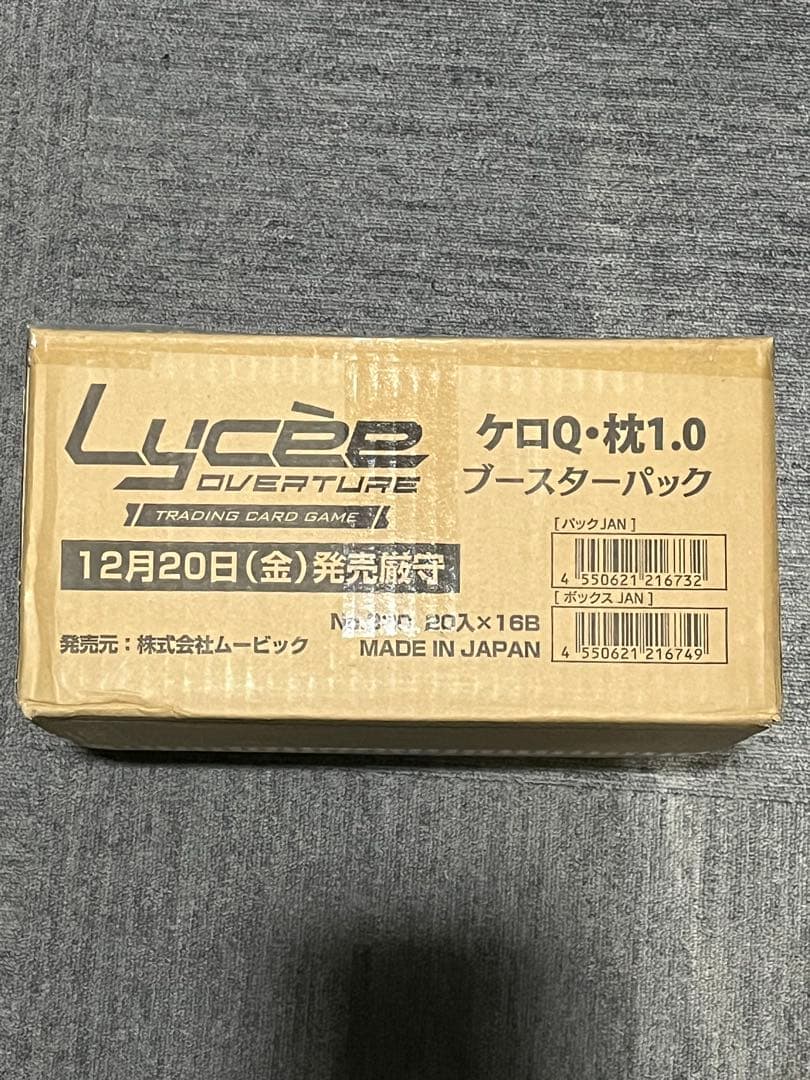 Lycèe
OVERTURE
TRADING CARD GAME
ケロQ・枕1.0
ブースターパック
12月20日(金)発売厳守
[ パックJAN ]
4 550621 216732
[ ボックス JAN ]
4 550621 216749
20入×16B
発売元:株式会社ムービック
MADE IN JAPAN